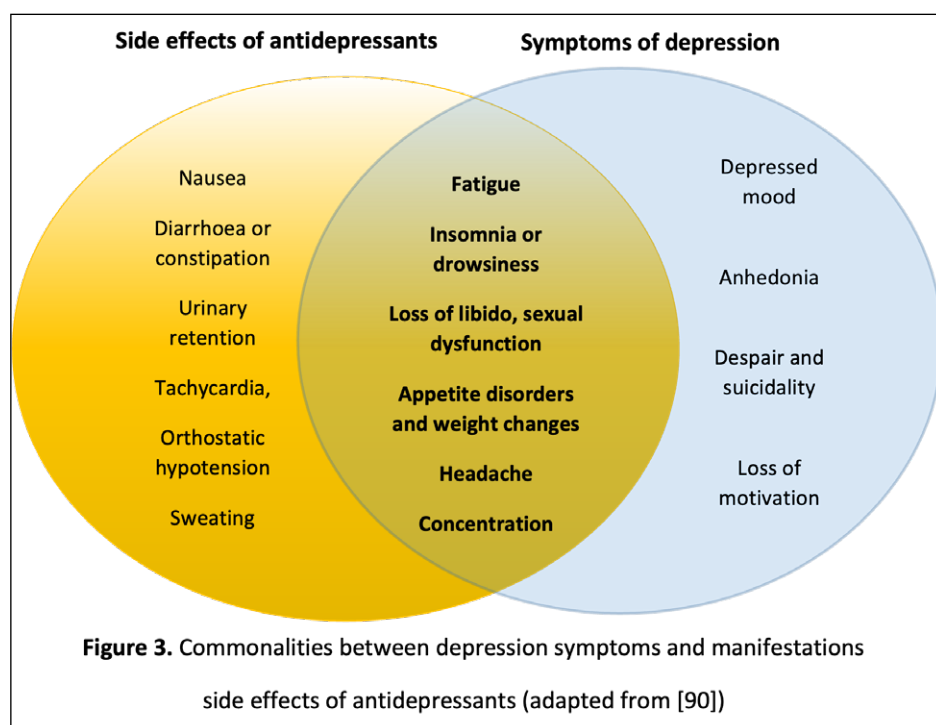 Side effects of antidepressants
Symptoms of depression
Nausea
Diarrhoea or
constipation
Urinary
retention
Tachycardia,
Orthostatic
hypotension
Sweating
Fatigue
Insomnia or
drowsiness
Loss of libido, sexual
dysfunction
Appetite disorders
and weight changes
Headache
Concentration
Depressed
mood
Anhedonia
Despair and
suicidality
Loss of
motivation
Figure 3. Commonalities between depression symptoms and manifestations
side effects of antidepressants (adapted from [90])